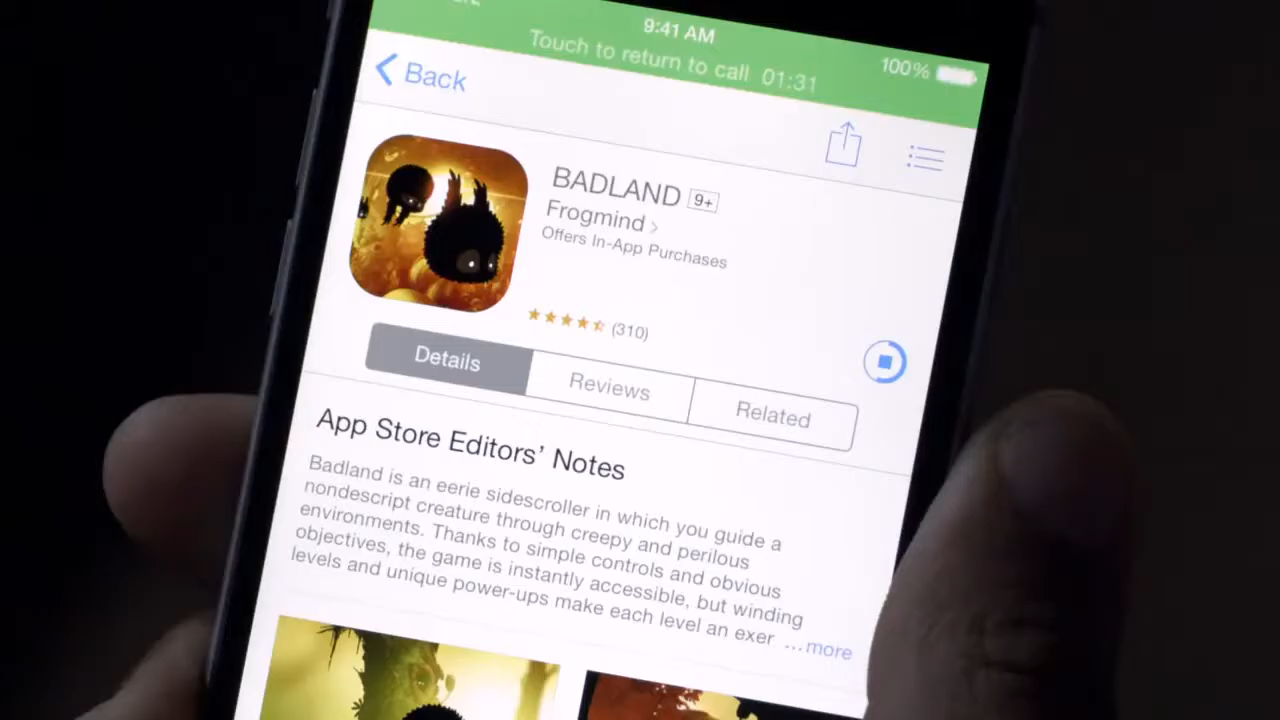 9:41 AM
100%
Touch to return to call 01:31
Back
BADLAND 9+
Frogmind
Offers In-App Purchases
(310)
Details
Reviews
Related
App Store Editors’ Notes
Badland is an eerie sidescroller in which you guide a
nondescript creature through creepy and perilous
environments. Thanks to simple controls and obvious
objectives, the game is instantly accessible, but winding
levels and unique power-ups make each level an exer ...more